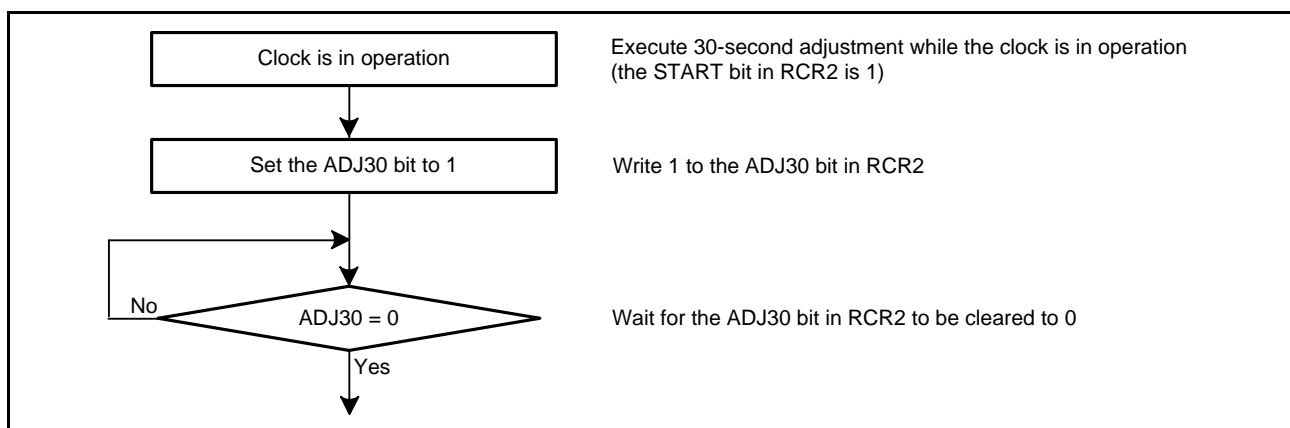 Clock is in operation
Execute 30-second adjustment while the clock is in operation
(the START bit in RCR2 is 1)
Set the ADJ30 bit to 1
Write 1 to the ADJ30 bit in RCR2
No
ADJ30 = 0
Wait for the ADJ30 bit in RCR2 to be cleared to 0
Yes